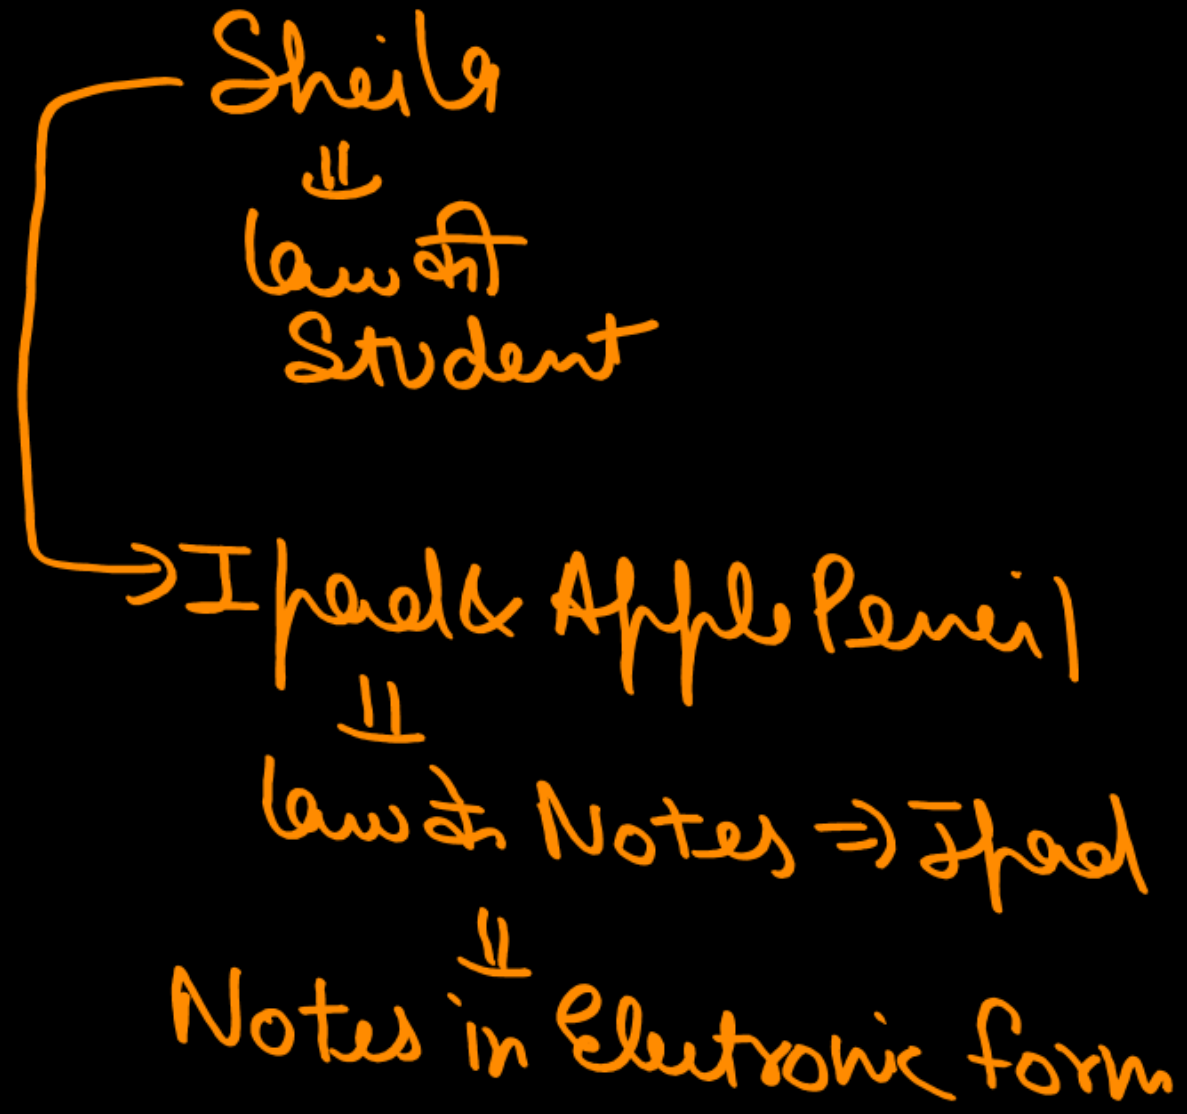 Sheila
⇓
Law की
Student
→ Ipad & Apple Pencil
⇓
Law के Notes ⇒ Ipad
⇓
Notes in Electronic form